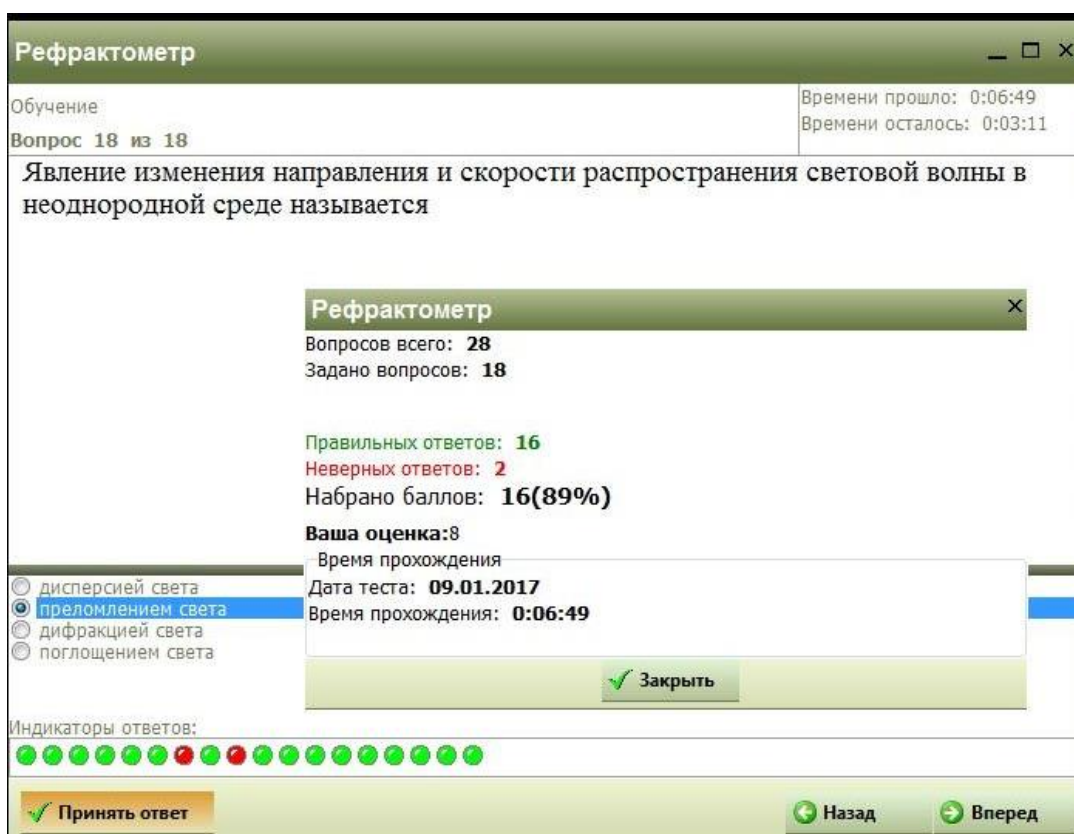 Рефрактометр
Обучение
Вопрос 18 из 18
Времени прошло: 0:06:49
Времени осталось: 0:03:11
Явление изменения направления и скорости распространения световой волны в
неоднородной среде называется
Рефрактометр
Вопросов всего: 28
Задано вопросов: 18
Правильных ответов: 16
Неверных ответов: 2
Набрано баллов: 16(89%)
Ваша оценка:8
Время прохождения
Дата теста: 09.01.2017
Время прохождения: 0:06:49
Закрыть
дисперсией света
преломлением света
дифракцией света
поглощением света
Индикаторы ответов:
Принять ответ
Назад
Вперед